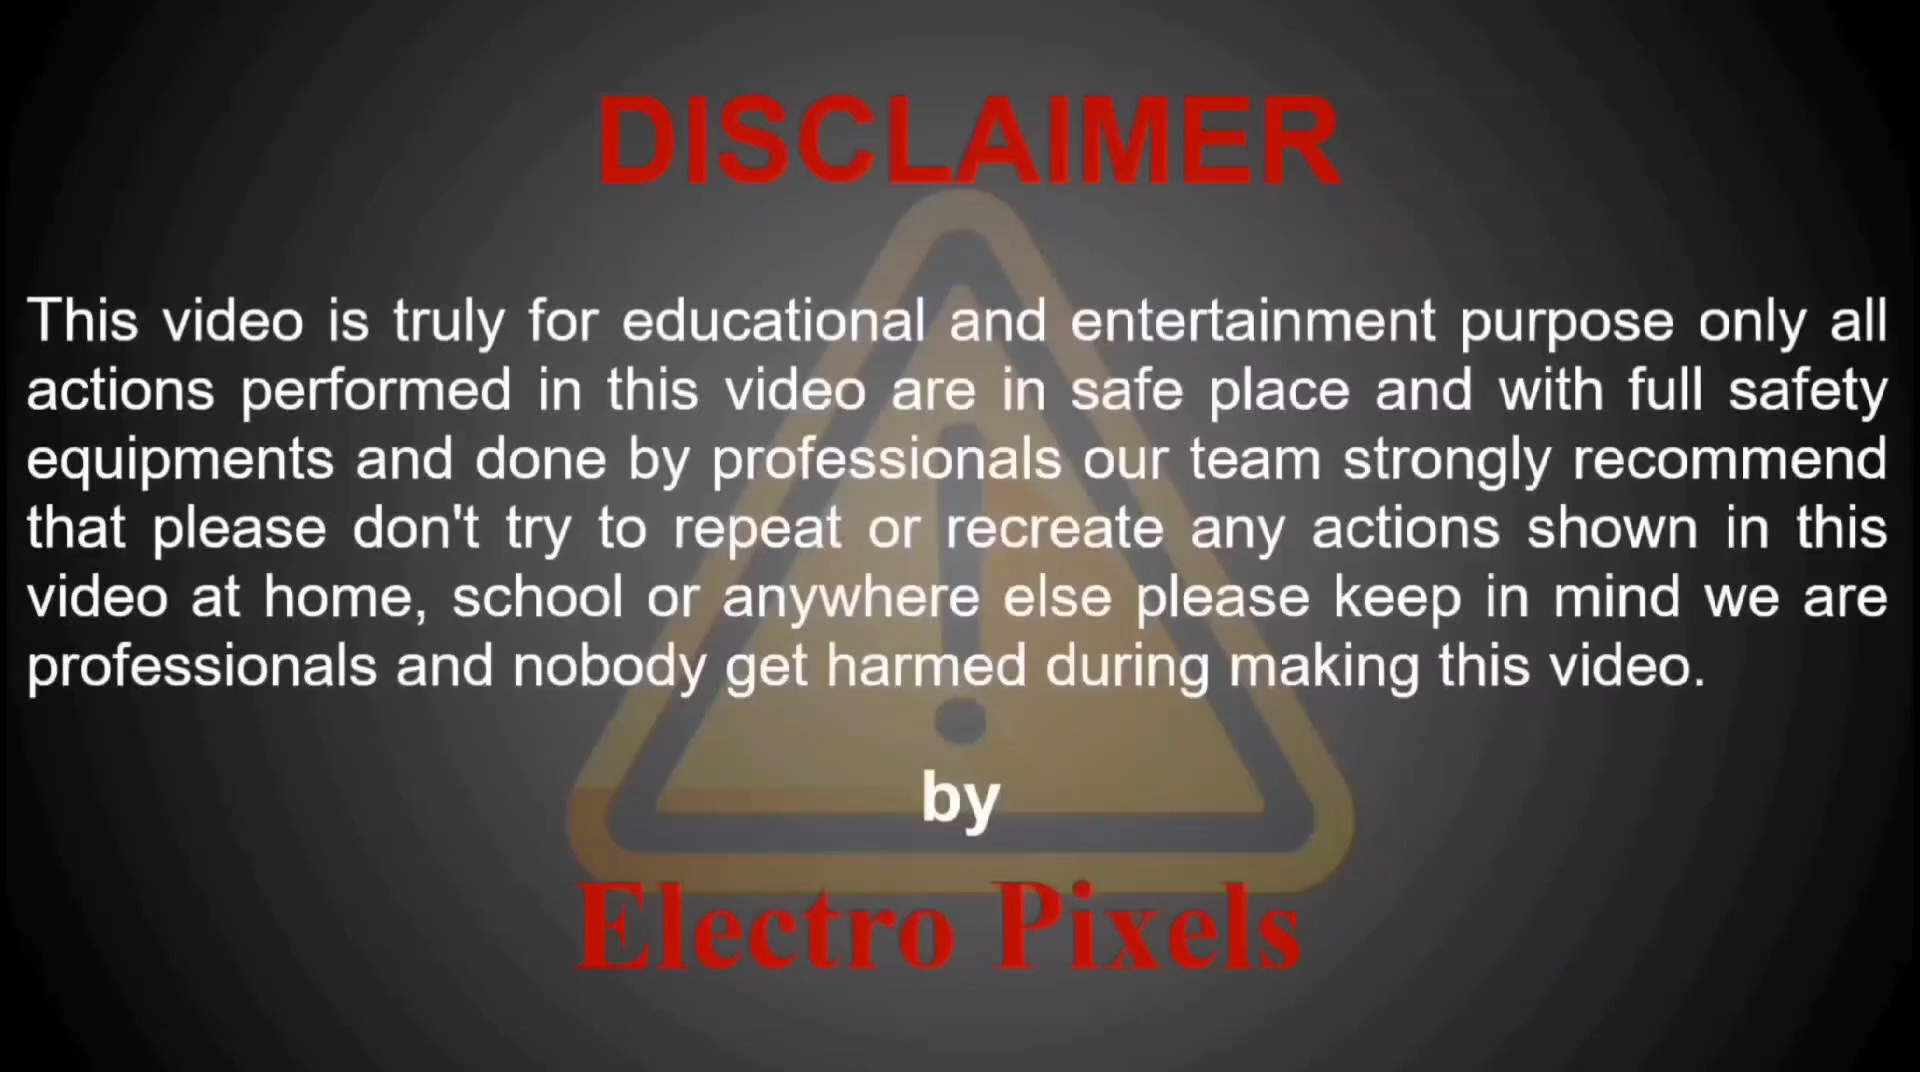 DISCLAIMER
This video is truly for educational and entertainment purpose only all
actions performed in this video are in safe place and with full safety
equipments and done by professionals our team strongly recommend
that please don't try to repeat or recreate any actions shown in this
video at home, school or anywhere else please keep in mind we are
professionals and nobody get harmed during making this video.
by
Electro Pixels